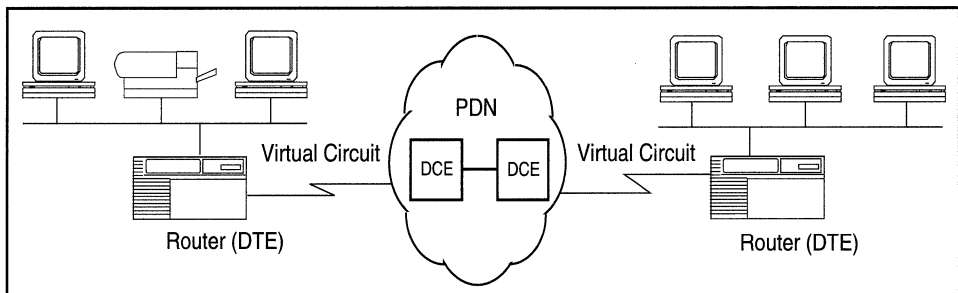 PDN
Virtual Circuit
DCE
DCE
Virtual Circuit
Router (DTE)
Router (DTE)